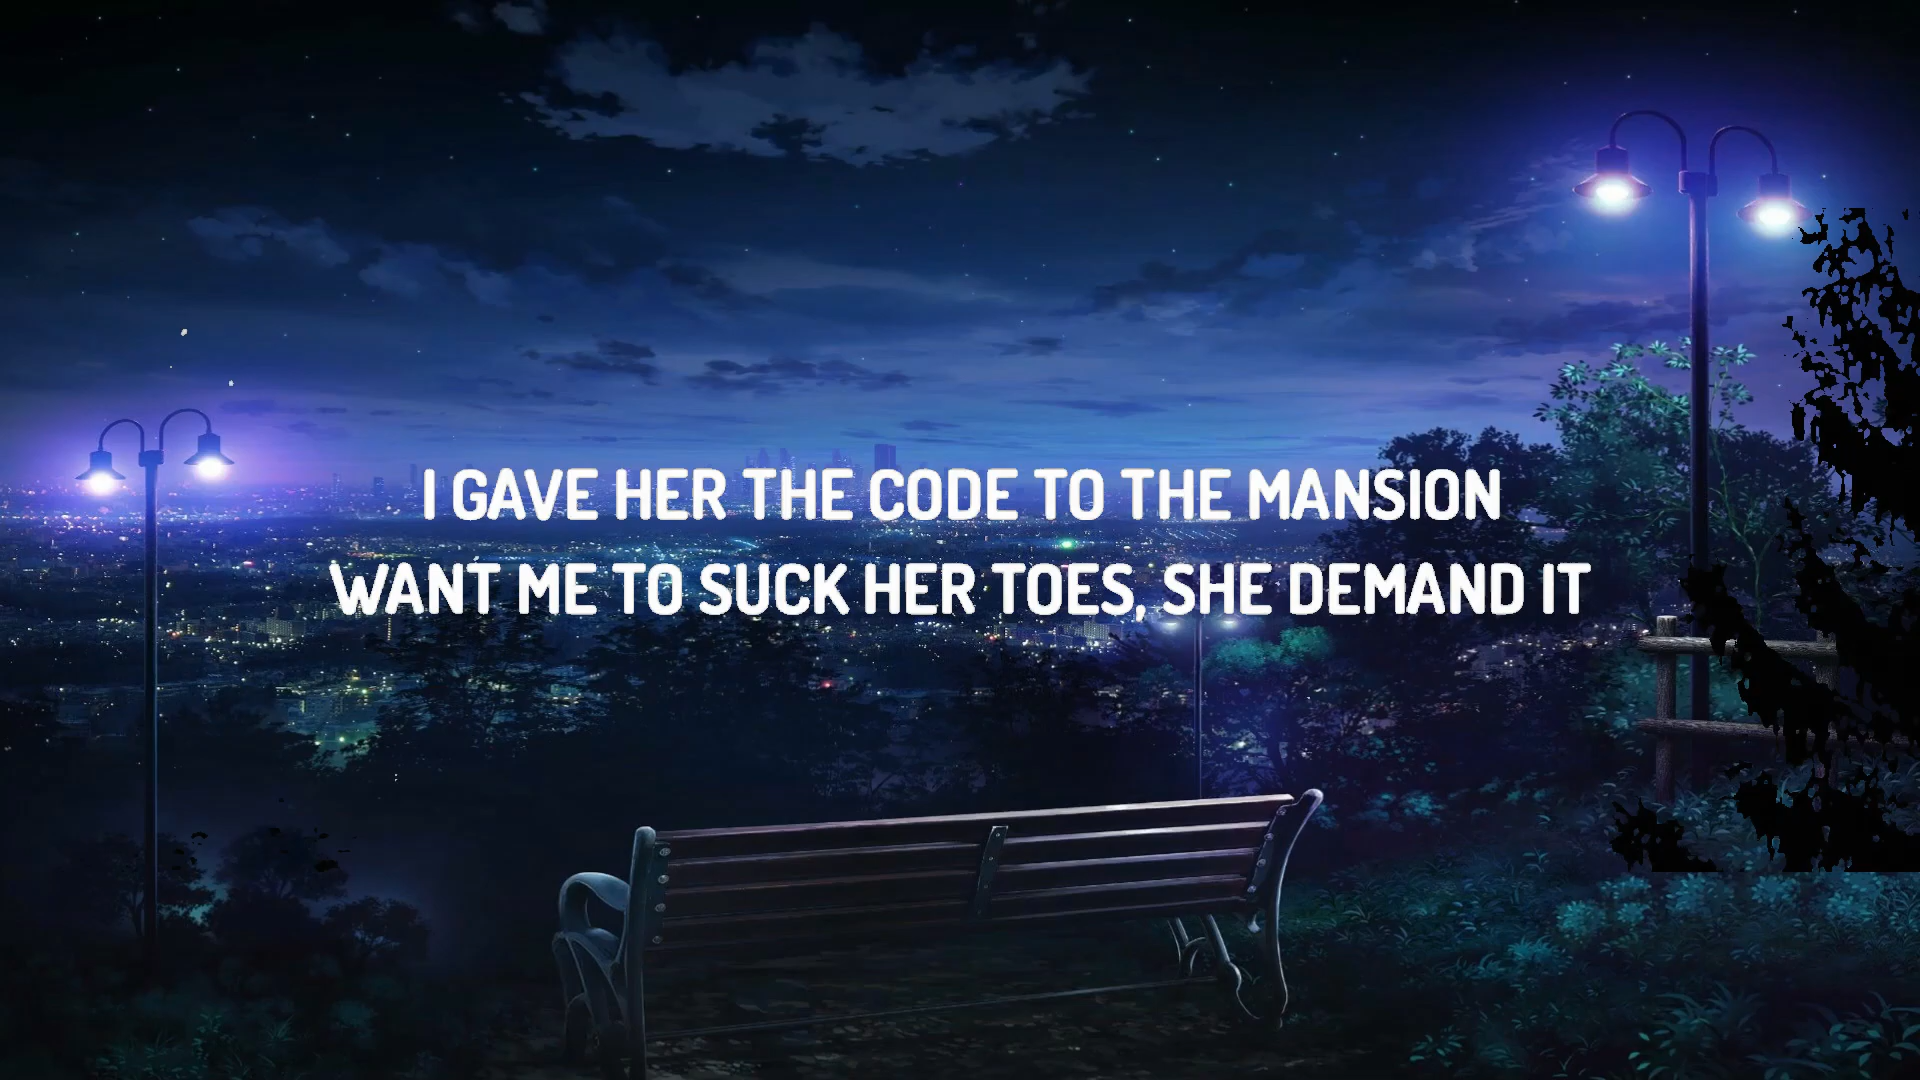 I GAVE HER THE CODE TO THE MANSION
WANT ME TO SUCK HER TOES, SHE DEMAND IT